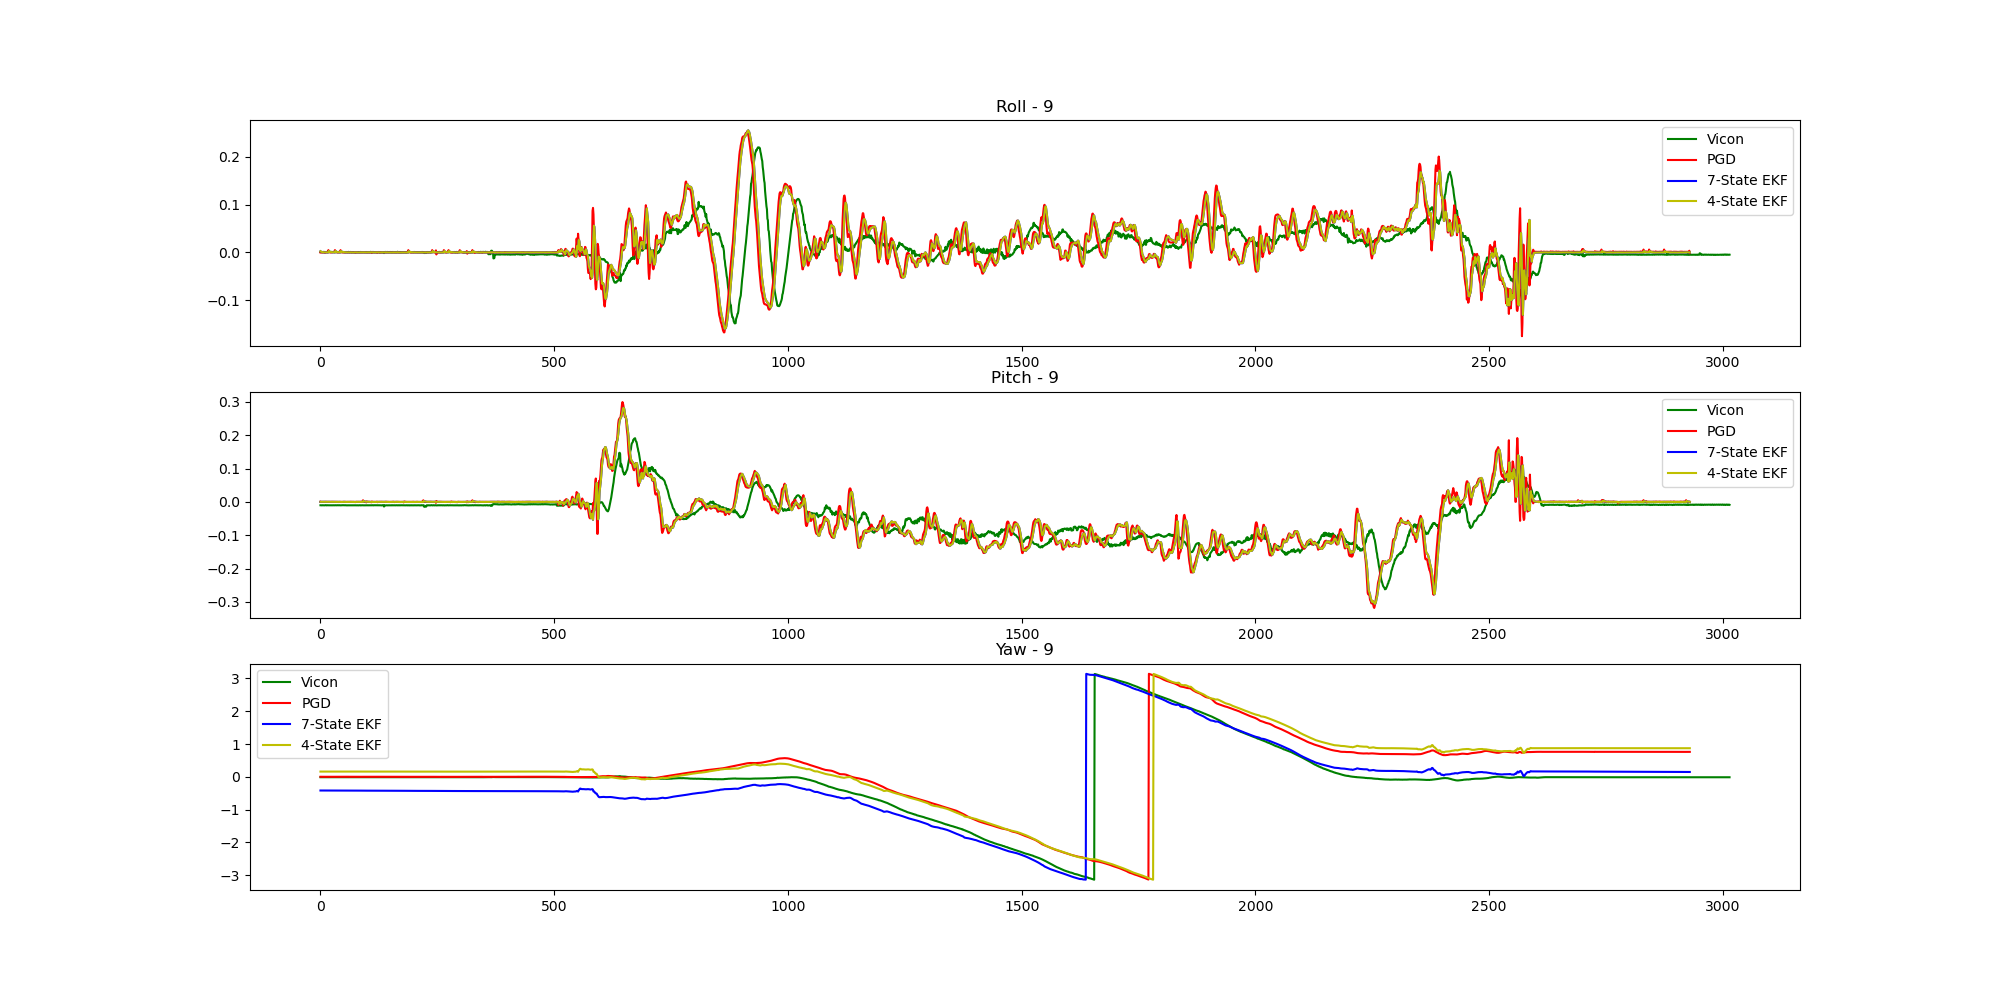 Roll - 9
0.2
0.1
0.0
−0.1
Vicon
PGD
7-State EKF
4-State EKF
0 500 1000 1500 2000 2500 3000
Pitch - 9
0.3
0.2
0.1
0.0
−0.1
−0.2
−0.3
Vicon
PGD
7-State EKF
4-State EKF
0 500 1000 1500 2000 2500 3000
Yaw - 9
3
2
1
0
−1
−2
−3
Vicon
PGD
7-State EKF
4-State EKF
0 500 1000 1500 2000 2500 3000